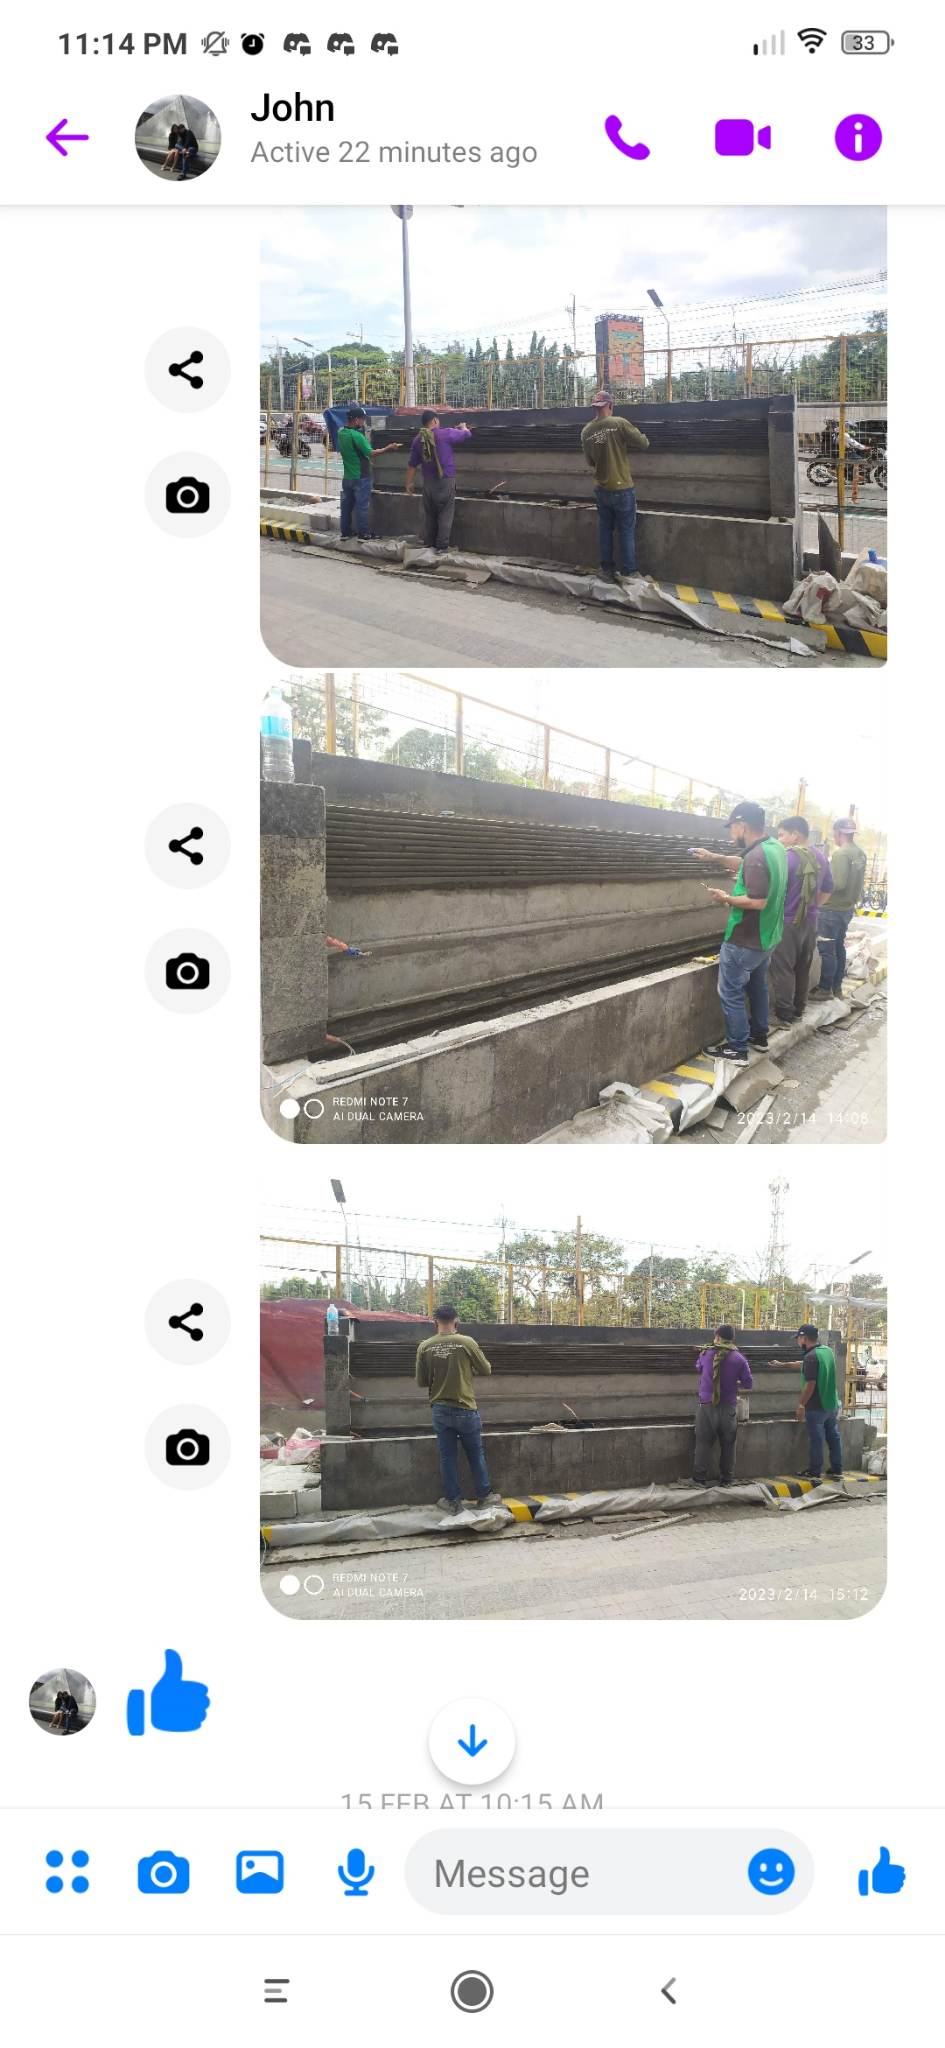 11:14 PM
33
John
Active 22 minutes ago
REDMI NOTE 7
AI DUAL CAMERA
2023/2/14 14:08
REDMI NOTE 7
AI DUAL CAMERA
2023/2/14 15:12
15 FEB AT 10:15 AM
Message